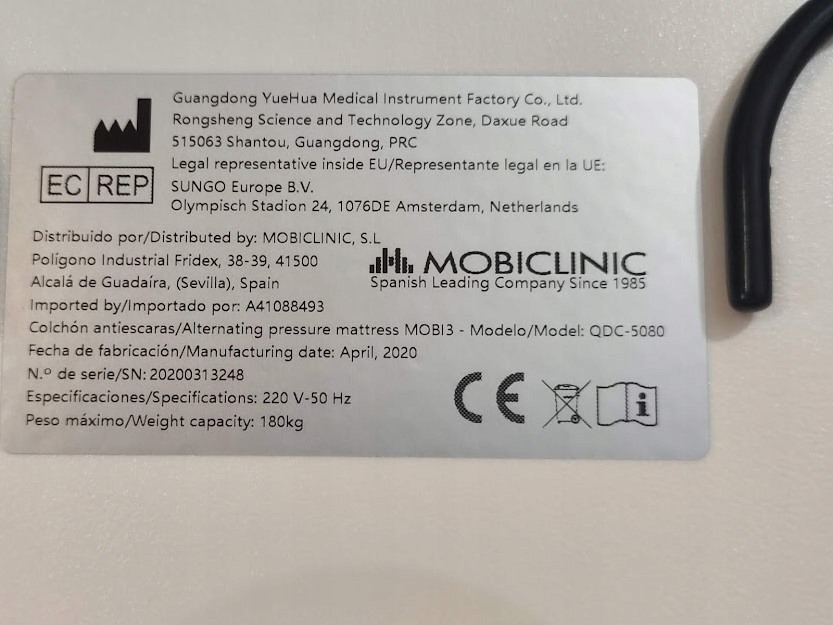 Guangdong YueHua Medical Instrument Factory Co., Ltd.
Rongsheng Science and Technology Zone, Daxue Road
515063 Shantou, Guangdong, PRC
Legal representative inside EU/Representante legal en la UE:
EC REP
SUNGO Europe B.V.
Olympisch Stadion 24, 1076DE Amsterdam, Netherlands
Distribuido por/Distributed by: MOBICLINIC, S.L
Polígono Industrial Fridex, 38-39, 41500
MOBICLINIC
Alcalá de Guadaíra, (Sevilla), Spain
Spanish Leading Company Since 1985
Imported by/Importado por: A41088493
Colchón antiescaras/Alternating pressure mattress MOBI3 - Modelo/Model: QDC-5080
Fecha de fabricación/Manufacturing date: April, 2020
N.º de serie/SN: 20200313248
Especificaciones/Specifications: 220 V-50 Hz
Peso máximo/Weight capacity: 180kg
CE
i